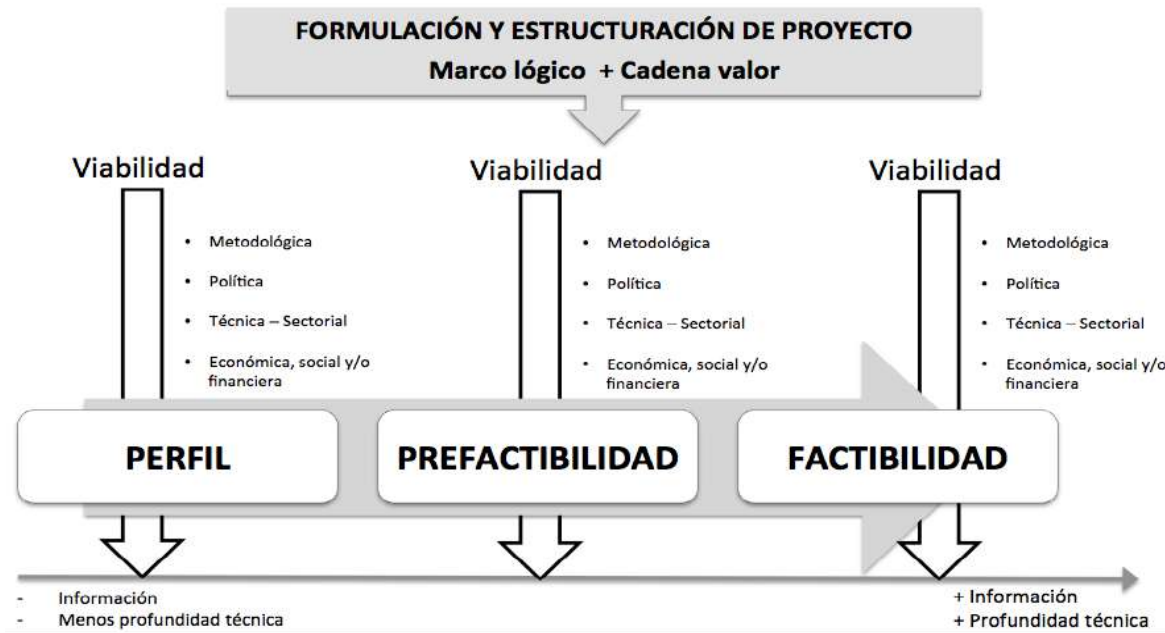 FORMULACIÓN Y ESTRUCTURACIÓN DE PROYECTO
Marco lógico + Cadena valor
Viabilidad
• Metodológica
• Política
• Técnica – Sectorial
• Económica, social y/o
financiera
Viabilidad
• Metodológica
• Política
• Técnica – Sectorial
• Económica, social y/o
financiera
Viabilidad
• Metodológica
• Política
• Técnica – Sectorial
• Económica, social y/o
financiera
PERFIL
PREFACTIBILIDAD
FACTIBILIDAD
- Información
- Menos profundidad técnica
+ Información
+ Profundidad técnica